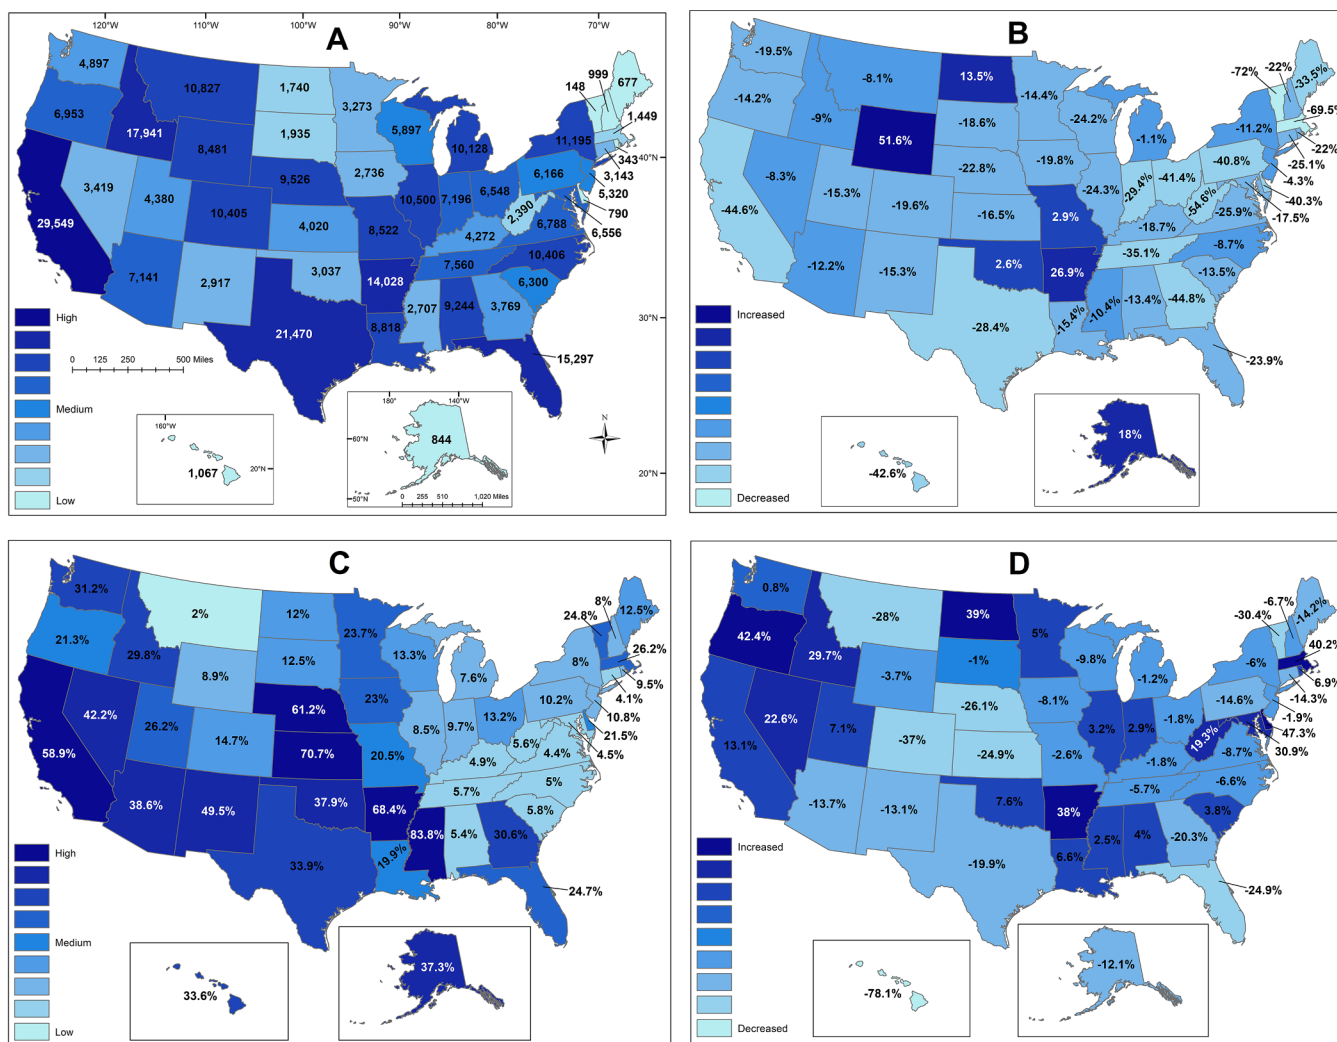 120°W 110°W 100°W 90°W 80°W 70°W
A
4,897 10,827 1,740 999 677
148
3,273
6,953 5,897 1,449
17,941 1,935 11,195
8,481 10,128 343 40°N
2,736 3,143
9,526 6,166
3,419 4,380 10,500 7,196 6,548 5,320
2,390 790
29,549 10,405 4,020 8,522 6,788 6,556
4,272
7,560 10,406
7,141 3,037 14,028
2,917 6,300
2,707 9,244 3,769
High 30°N
21,470 8,818
15,297
0 125 250 500 Miles
Medium
180° 140°W
160°W N
60°N 844
1,067 20°N 20°N
Low 50°N 0 255 510 1,020 Miles
B
-19.5% -22%
-8.1% 13.5% -72% -33.5%
-14.2% -14.4% -69.5%
-9% 51.6% -18.6% -24.2% -1.1% -11.2%
-22%
-19.8% -40.8% -25.1%
-8.3% -22.8% -29.4% -41.4% -4.3%
-15.3% -19.6% -24.3% -54.6% -40.3%
-44.6% -16.5% 2.9% -25.9% -17.5%
-18.7%
-35.1% -8.7%
-12.2% -15.3% 2.6% 26.9% -13.5%
-10.4% -13.4% -44.8%
Increased -28.4% -15.4%
-23.9%
18%
-42.6%
Decreased
C
31.2% 8%
2% 12% 24.8% 12.5%
21.3% 23.7% 26.2%
29.8% 12.5% 13.3% 8%
8.9% 7.6% 9.5%
23% 4.1%
61.2% 10.2% 10.8%
42.2% 26.2% 8.5% 9.7% 13.2% 21.5%
14.7% 5.6% 4.4% 4.5%
58.9% 70.7% 20.5% 4.9%
5.7% 5%
38.6% 49.5% 37.9% 68.4% 5.8%
83.8% 5.4% 30.6%
High 33.9% 19.9%
24.7%
Medium
37.3%
33.6%
Low
D
0.8% -6.7%
-28% 39% -30.4% -14.2%
42.4% 5% 40.2%
29.7% -1% -9.8% -6%
-3.7% -1.2% 6.9%
-8.1% -14.3%
22.6% -26.1% -14.6% -1.9%
7.1% 3.2% 2.9% -1.8% 47.3%
13.1% -37% -24.9% -2.6% 19.3% -8.7% 30.9%
-1.8%
-5.7% -6.6%
-13.7% -13.1% 7.6% 38% 3.8%
2.5% 4% -20.3%
Increased -19.9% 6.6%
-24.9%
-12.1%
-78.1%
Decreased